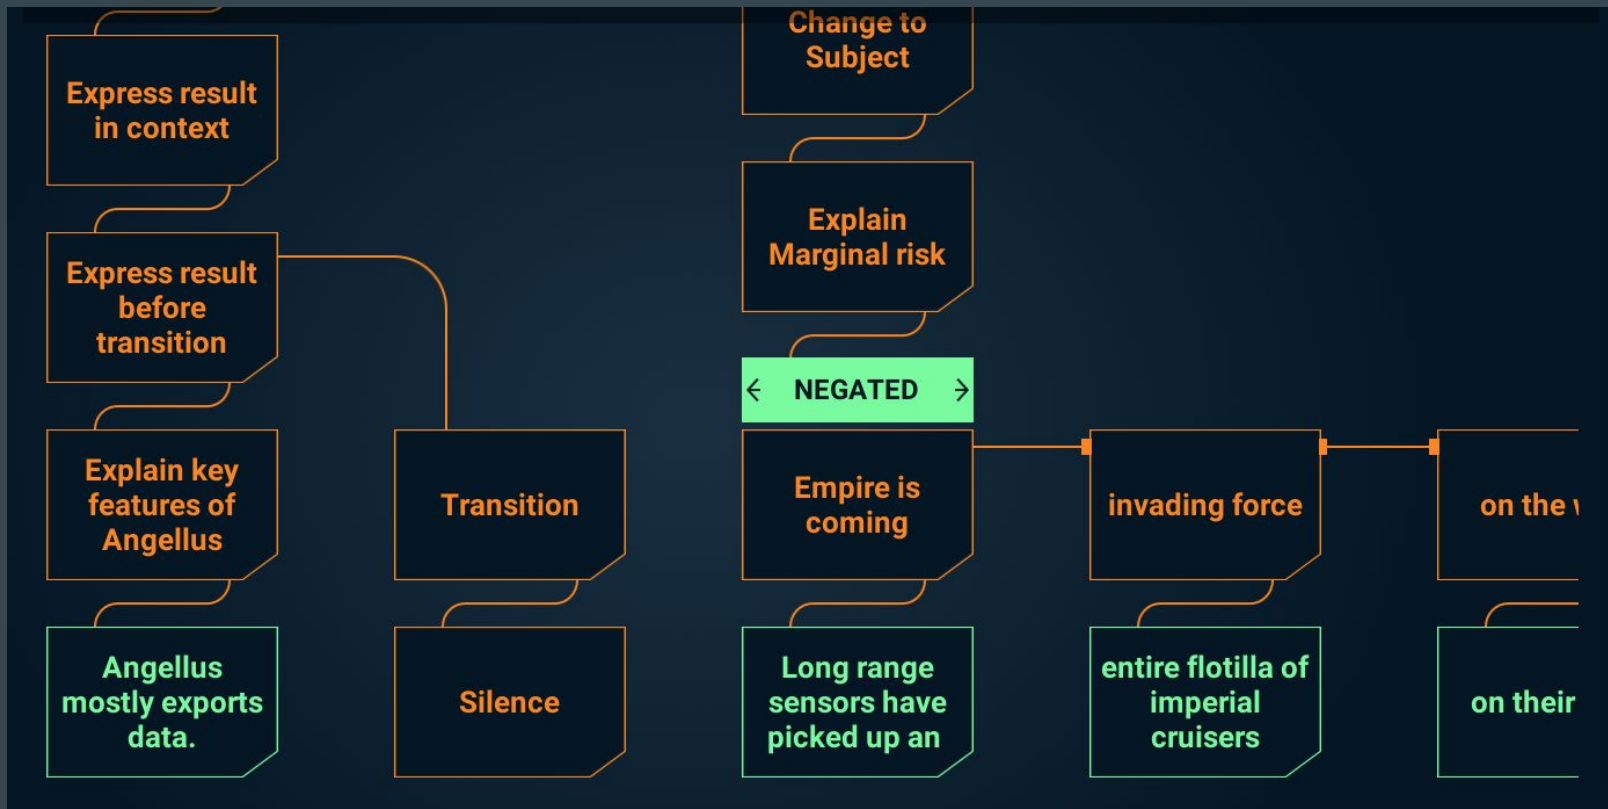 Change to
Subject
Express result
in context
Explain
Marginal risk
Express result
before
transition
NEGATED
Explain key
features of
Angellus
Transition
Empire is
coming
invading force
on the
Angellus
mostly exports
data.
Silence
Long range
sensors have
picked up an
entire flotilla of
imperial
cruisers
on their